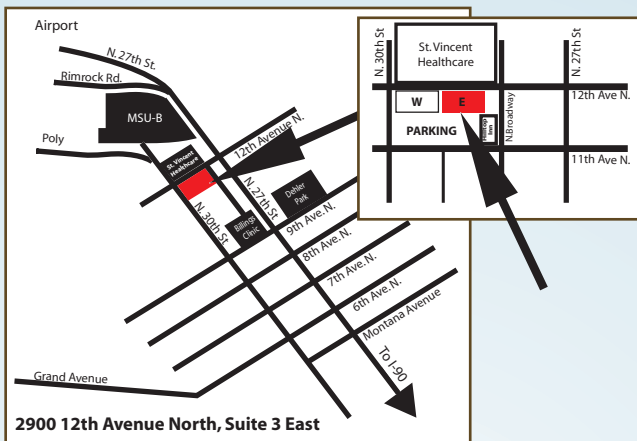 Airport
N. 27th St.
Rimrock Rd.
MSU-B
Poly
St. Vincent
Healthcare
12th Avenue N.
N. 27th St
N. 30th St
Billings
Clinic
Dehler
Park
9th Ave. N.
8th Ave. N.
7th Ave. N.
6th Ave. N.
Montana Avenue
To I-90
Grand Avenue
2900 12th Avenue North, Suite 3 East
N. 30th St
St. Vincent
Healthcare
N. 27th St
W
E
12th Ave N.
PARKING
Hilltop
Inn
N.Broadway
11th Ave N.